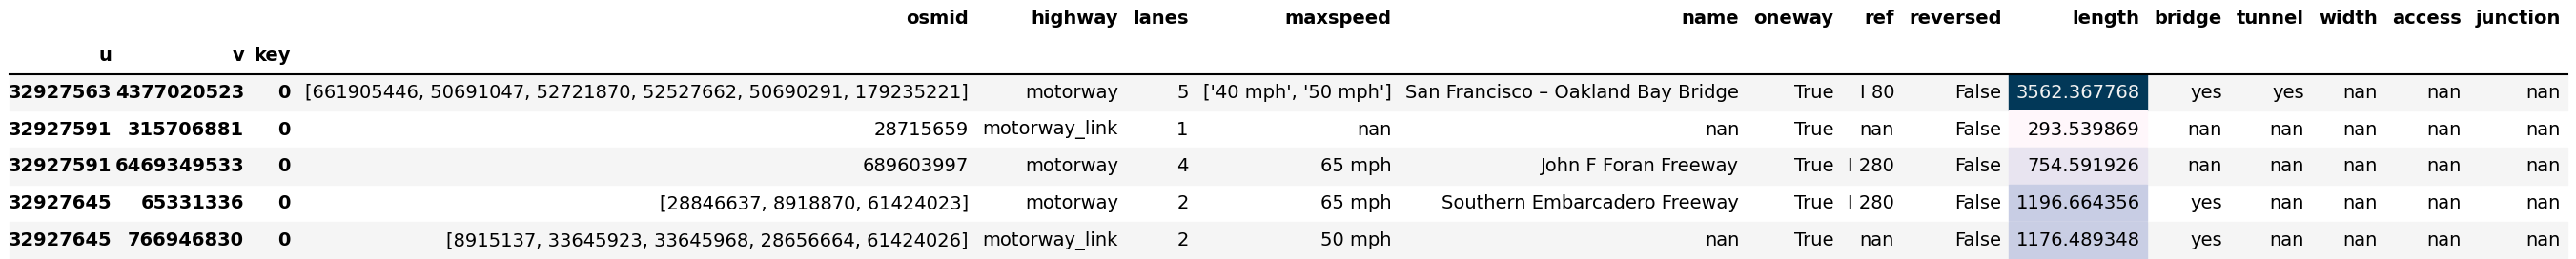 osmid highway lanes maxspeed name oneway ref reversed length bridge tunnel width access junction
u v key
32927563 4377020523 0 [661905446, 50691047, 52721870, 52527662, 50690291, 179235221] motorway 5 ['40 mph', '50 mph'] San Francisco – Oakland Bay Bridge True I 80 False 3562.367768 yes yes nan nan nan
32927591 315706881 0 28715659 motorway_link 1 nan nan True nan False 293.539869 nan nan nan nan nan
32927591 6469349533 0 689603997 motorway 4 65 mph John F Foran Freeway True I 280 False 754.591926 nan nan nan nan nan
32927645 65331336 0 [28846637, 8918870, 61424023] motorway 2 65 mph Southern Embarcadero Freeway True I 280 False 1196.664356 yes nan nan nan nan
32927645 766946830 0 [8915137, 33645923, 33645968, 28656664, 61424026] motorway_link 2 50 mph nan True nan False 1176.489348 yes nan nan nan nan